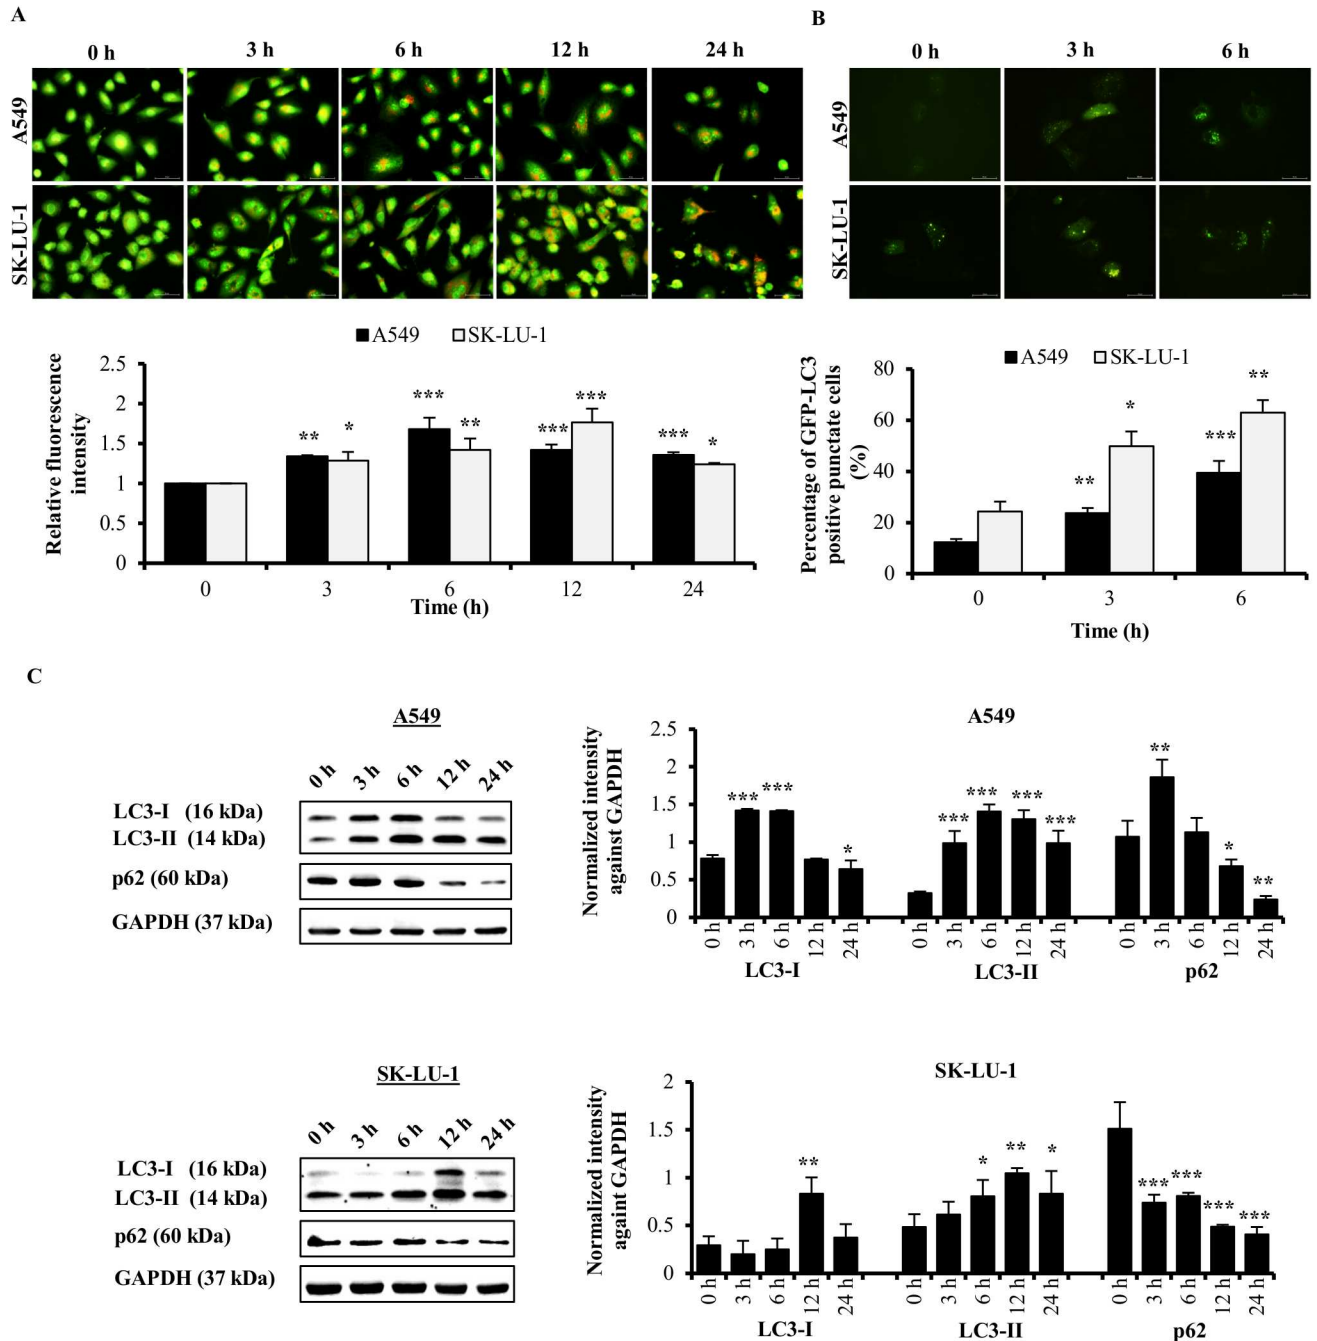 A
0 h 3 h 6 h 12 h 24 h
A549
SK-LU-1
A549 SK-LU-1
Relative fluorescence
intensity
2.5
2
1.5
1
0.5
0
** * *** ** *** *** *** *
0 3 6 12 24
Time (h)
B
0 h 3 h 6 h
A549
SK-LU-1
A549 SK-LU-1
Percentage of GFP-LC3
positive punctate cells
(%)
80
60
40
20
0
** * *** **
0 3 6
Time (h)
C
A549
0 h 3 h 6 h 12 h 24 h
LC3-I (16 kDa)
LC3-II (14 kDa)
p62 (60 kDa)
GAPDH (37 kDa)
A549
Normalized intensity
against GAPDH
2.5
2
1.5
1
0.5
0
*** *** * *** *** *** *** ** * **
0 h 3 h 6 h 12 h 24 h 0 h 3 h 6 h 12 h 24 h 0 h 3 h 6 h 12 h 24 h
LC3-I LC3-II p62
SK-LU-1
0 h 3 h 6 h 12 h 24 h
LC3-I (16 kDa)
LC3-II (14 kDa)
p62 (60 kDa)
GAPDH (37 kDa)
SK-LU-1
Normalized intensity
againt GAPDH
2
1.5
1
0.5
0
** * ** * *** *** *** ***
0 h 3 h 6 h 12 h 24 h 0 h 3 h 6 h 12 h 24 h 0 h 3 h 6 h 12 h 24 h
LC3-I LC3-II p62